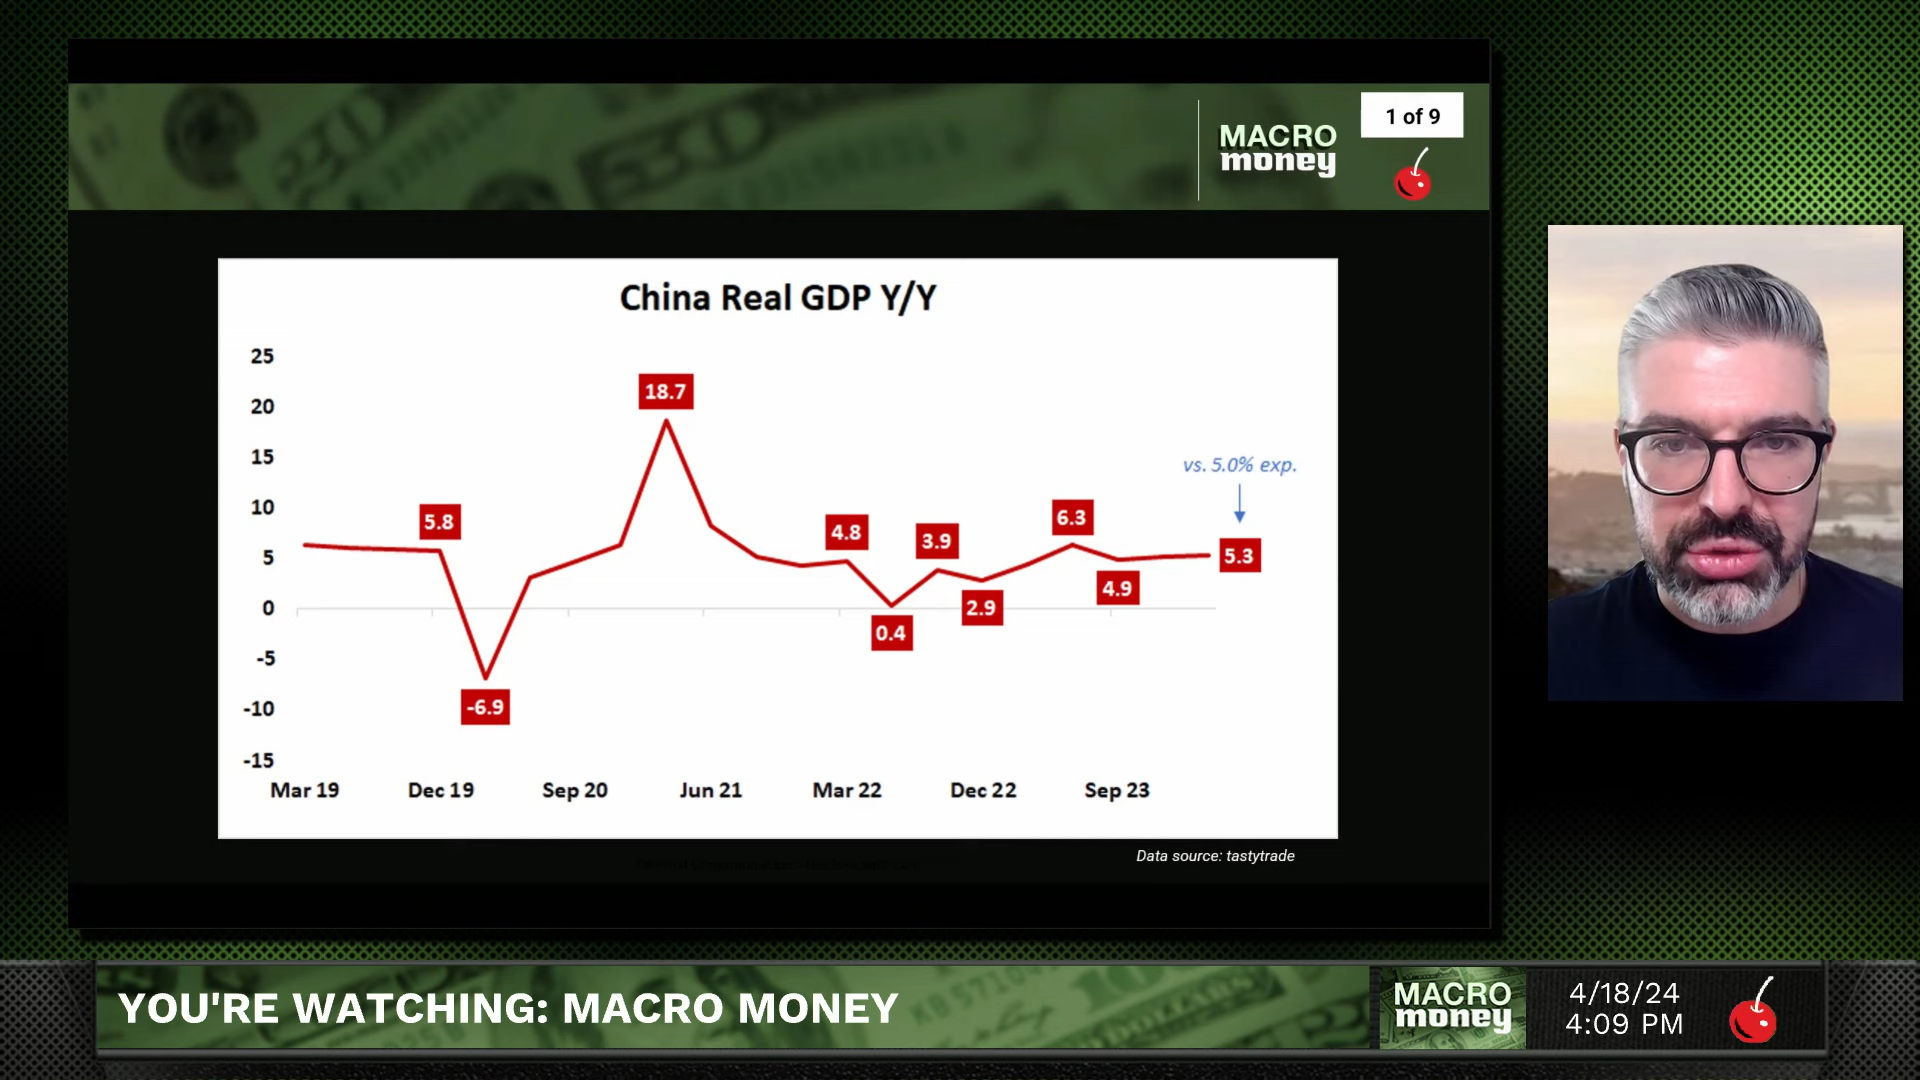 1 of 9
MACRO
money
China Real GDP Y/Y
25
20
15
10
5
0
-5
-10
-15
5.8
-6.9
18.7
4.8
0.4
3.9
2.9
6.3
4.9
vs. 5.0% exp.
5.3
Mar 19 Dec 19 Sep 20 Jun 21 Mar 22 Dec 22 Sep 23
Data source: tastytrade
YOU'RE WATCHING: MACRO MONEY
MACRO
money
4/18/24
4:09 PM